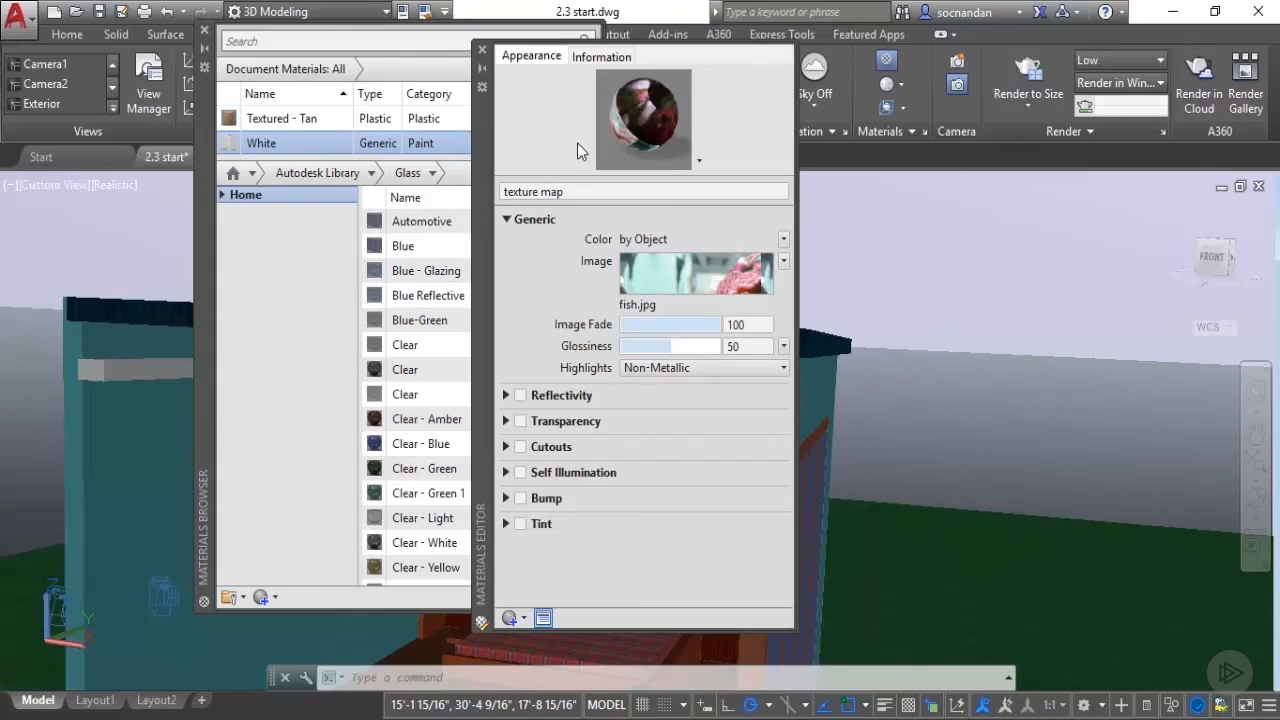 3D Modeling
2.3 start.dwg
Type a keyword or phrase
socnandan
Home
Solid
Surface
Add-ins
A360
Express Tools
Featured Apps
Search
Camera1
Camera2
Exterior
View
Manager
Views
Document Materials: All
Name
Type
Category
Textured - Tan
Plastic
Plastic
White
Generic
Paint
Autodesk Library
Glass
Home
Name
Automotive
Blue
Blue - Glazing
Blue Reflective
Blue-Green
Clear
Clear
Clear
Clear - Amber
Clear - Blue
Clear - Green
Clear - Green 1
Clear - Light
Clear - White
Clear - Yellow
MATERIALS BROWSER
Appearance
Information
texture map
Generic
Color by Object
Image
fish.jpg
Image Fade 100
Glossiness 50
Highlights Non-Metallic
Reflectivity
Transparency
Cutouts
Self Illumination
Bump
Tint
MATERIALS EDITOR
Sky Off
Materials
Camera
Render to Size
Low
Render in Win...
Render
Render in
Cloud
Render
Gallery
A360
Start
2.3 start*
[−][Custom View][Realistic]
FRONT
WCS
Z
Y
X
Type a command
Model
Layout1
Layout2
15'-1 15/16", 30'-4 9/16", 17'-8 15/16"
MODEL
1:1